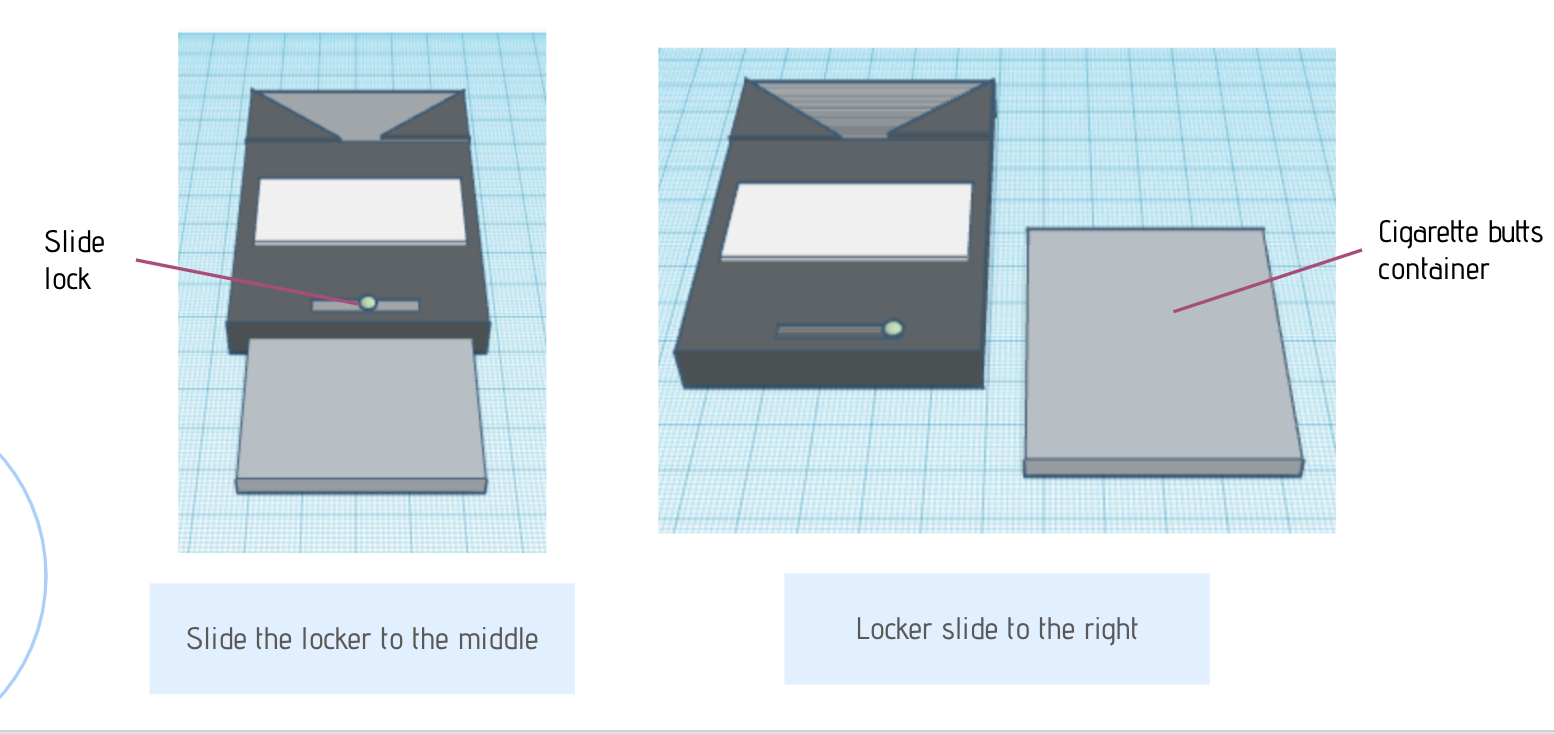 Slide
lock
Cigarette butts
container
Slide the locker to the middle
Locker slide to the right